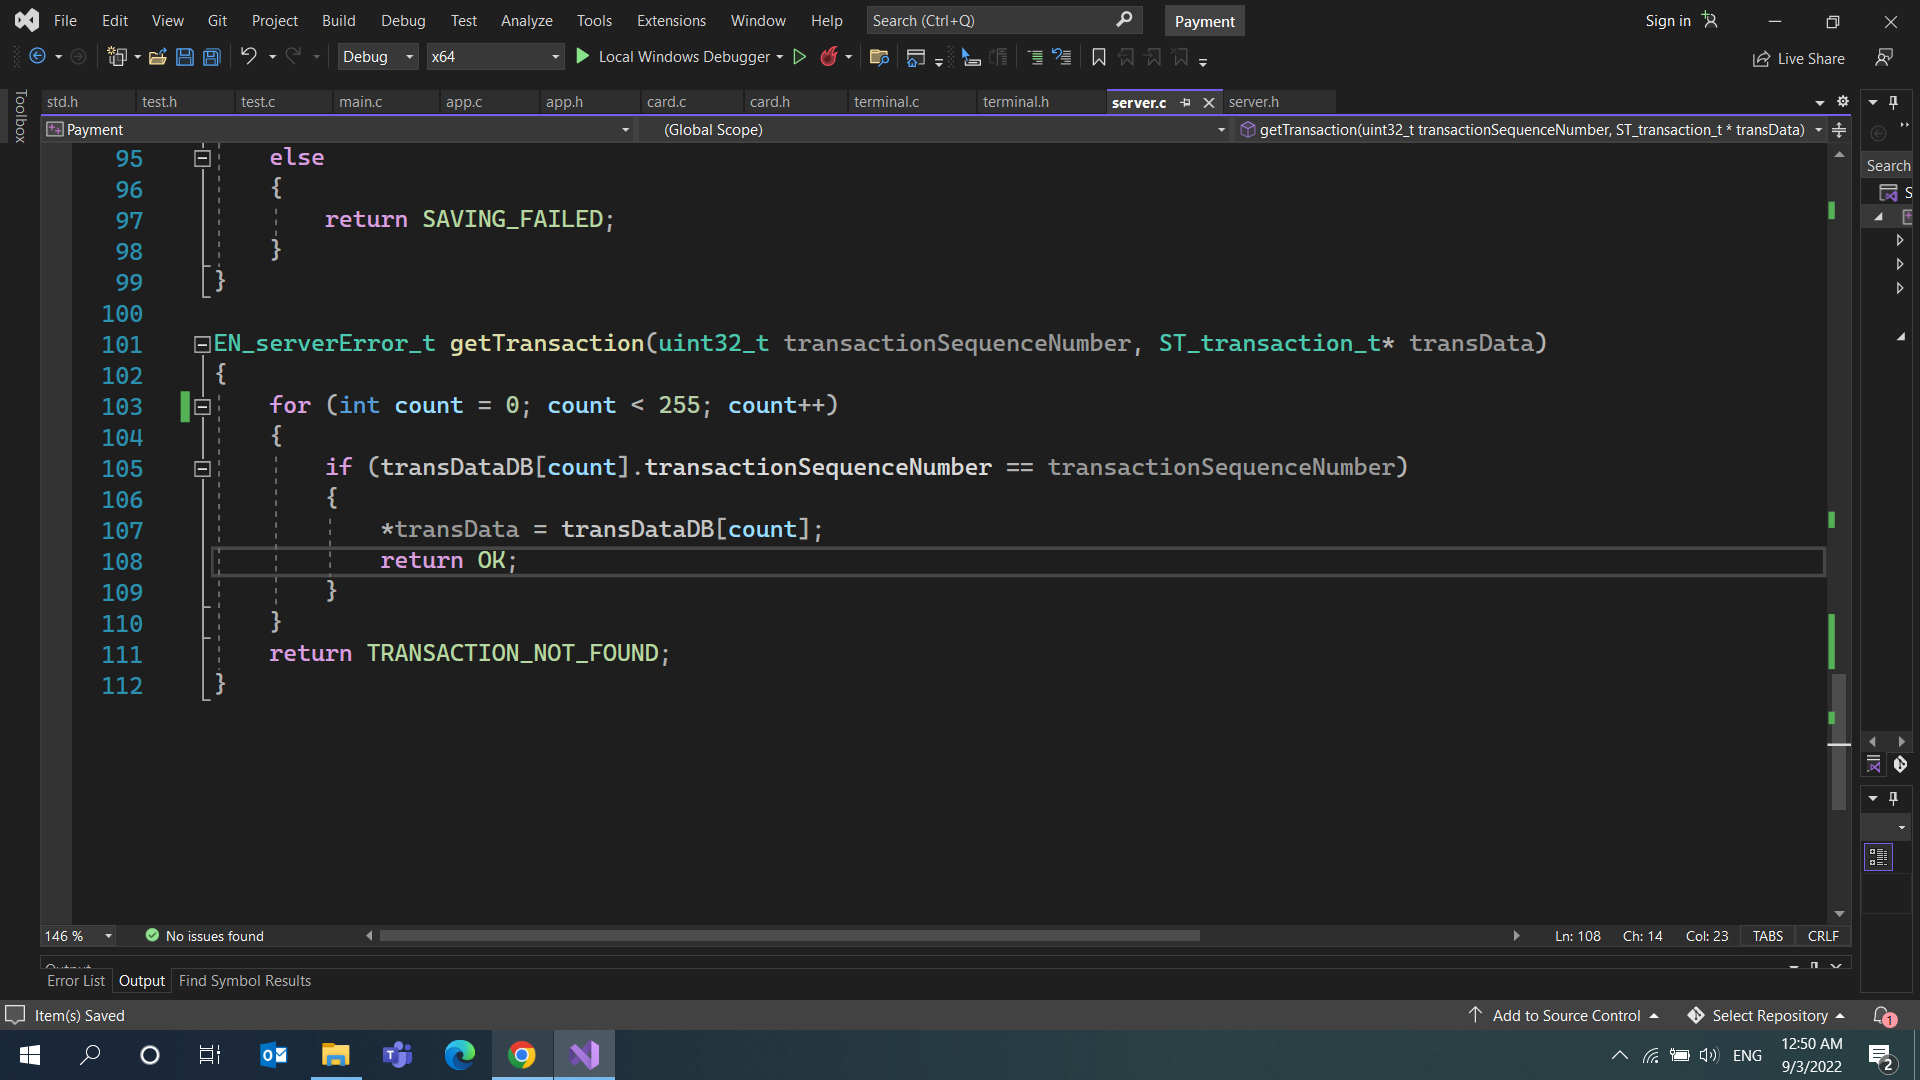 File Edit View Git Project Build Debug Test Analyze Tools Extensions Window Help Search (Ctrl+Q) Payment Sign in
Debug x64 Local Windows Debugger Live Share
Toolbox
std.h test.h test.c main.c app.c app.h card.c card.h terminal.c terminal.h server.c server.h
Payment (Global Scope) getTransaction(uint32_t transactionSequenceNumber, ST_transaction_t * transData)
Search
S
95 else
96 {
97 return SAVING_FAILED;
98 }
99 }
100
101 EN_serverError_t getTransaction(uint32_t transactionSequenceNumber, ST_transaction_t* transData)
102 {
103 for (int count = 0; count < 255; count++)
104 {
105 if (transDataDB[count].transactionSequenceNumber == transactionSequenceNumber)
106 {
107 *transData = transDataDB[count];
108 return OK;
109 }
110 }
111 return TRANSACTION_NOT_FOUND;
112 }
146 % No issues found Ln: 108 Ch: 14 Col: 23 TABS CRLF
Output
Error List Output Find Symbol Results
Item(s) Saved Add to Source Control Select Repository 1
ENG 12:50 AM
9/3/2022 2